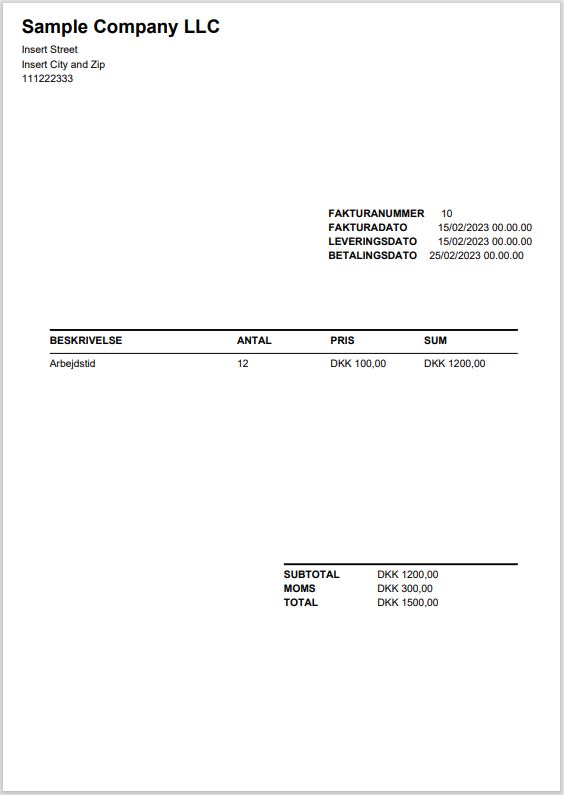 Sample Company LLC
Insert Street
Insert City and Zip
111222333
FAKTURANUMMER 10
FAKTURADATO 15/02/2023 00.00.00
LEVERINGSDATO 15/02/2023 00.00.00
BETALINGSDATO 25/02/2023 00.00.00
BESKRIVELSE ANTAL PRIS SUM
Arbejdstid 12 DKK 100,00 DKK 1200,00
SUBTOTAL DKK 1200,00
MOMS DKK 300,00
TOTAL DKK 1500,00